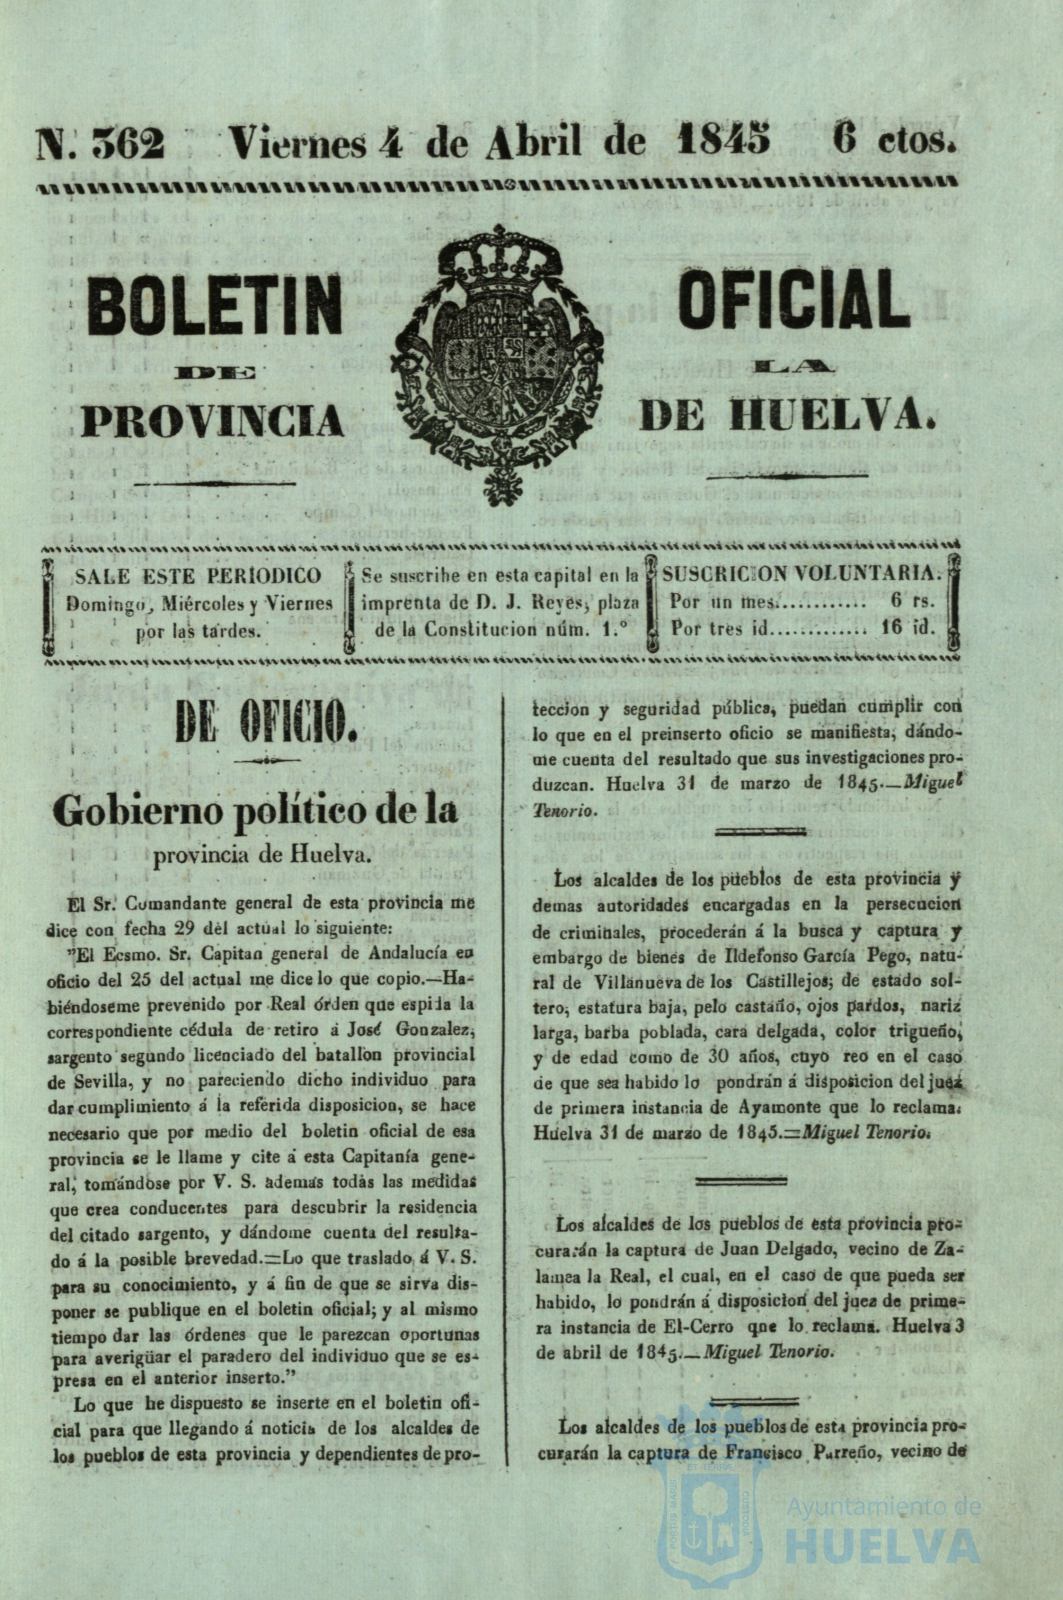 N. 362 Viernes 4 de Abril de 1845 6 ctos.
BOLETIN OFICIAL
DE LA
PROVINCIA DE HUELVA.
SALE ESTE PERIODICO
Domingo, Miércoles y Viernes
por las tardes.
Se suscribe en esta capital en la
imprenta de D. J. Reyes, plaza
de la Constitucion núm. 1.º
SUSCRICION VOLUNTARIA.
Por un mes............ 6 rs.
Por tres id............. 16 id.
DE OFICIO.
Gobierno político de la
provincia de Huelva.
El Sr. Comandante general de esta provincia me
dice con fecha 29 del actual lo siguiente:
"El Ecsmo. Sr. Capitan general de Andalucía en
oficio del 25 del actual me dice lo que copio.—Ha-
biéndoseme prevenido por Real órden que espida la
correspondiente cédula de retiro á José Gonzalez,
sargento segundo licenciado del batallon provincial
de Sevilla, y no pareciendo dicho individuo para
dar cumplimiento á la referida disposicion, se hace
necesario que por medio del boletin oficial de esa
provincia se le llame y cite á esta Capitanía gene-
ral, tomándose por V. S. ademas todas las medidas
que crea conducentes para descubrir la residencia
del citado sargento, y dándome cuenta del resulta-
do á la posible brevedad.=Lo que traslado á V. S.
para su conocimiento, y á fin de que se sirva dis-
poner se publique en el boletin oficial; y al mismo
tiempo dar las órdenes que le parezcan oportunas
para averigüar el paradero del individuo que se es-
presa en el anterior inserto."
Lo que he dispuesto se inserte en el boletin ofi-
cial para que llegando á noticia de los alcaldes de
los pueblos de esta provincia y dependientes de pro-
teccion y seguridad pública, puedan cumplir con
lo que en el preinserto oficio se manifiesta, dándo-
me cuenta del resultado que sus investigaciones pro-
duzcan. Huelva 31 de marzo de 1845.—Miguel
Tenorio.
Los alcaldes de los pueblos de esta provincia y
demas autoridades encargadas en la persecucion
de criminales, procederán á la busca y captura y
embargo de bienes de Ildefonso García Pego, natu-
ral de Villanueva de los Castillejos; de estado sol-
tero, estatura baja, pelo castaño, ojos pardos, nariz
larga, barba poblada, cara delgada, color trigueño,
y de edad como de 30 años, cuyo reo en el caso
de que sea habido lo pondrán á disposicion del juez
de primera instancia de Ayamonte que lo reclama.
Huelva 31 de marzo de 1845.=Miguel Tenorio.
Los alcaldes de los pueblos de esta provincia pro-
curarán la captura de Juan Delgado, vecino de Za-
lamea la Real, el cual, en el caso de que pueda ser
habido, lo pondrán á disposicion del juez de prime-
ra instancia de El-Cerro qne lo reclama. Huelva 3
de abril de 1845.—Miguel Tenorio.
Los alcaldes de los pueblos de esta provincia pro-
curarán la captura de Francisco Parreño, vecino de
PORTUS MARIS
CUSTODIA
Ayuntamiento de
HUELVA